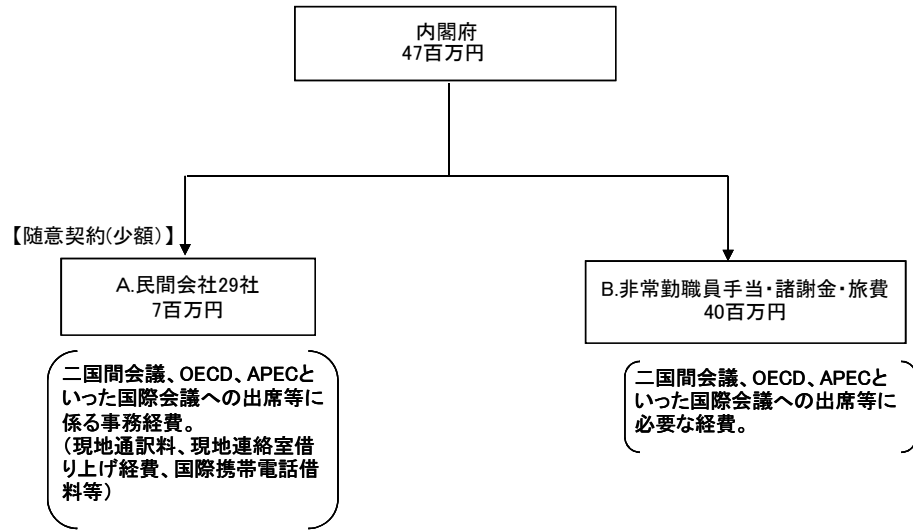 内閣府
47百万円
【随意契約(少額)】
A.民間会社29社
7百万円
B.非常勤職員手当・諸謝金・旅費
40百万円
二国間会議、OECD、APECと
いった国際会議への出席等に
係る事務経費。
（現地通訳料、現地連絡室借
り上げ経費、国際携帯電話借
料等）
二国間会議、OECD、APECと
いった国際会議への出席等に
必要な経費。